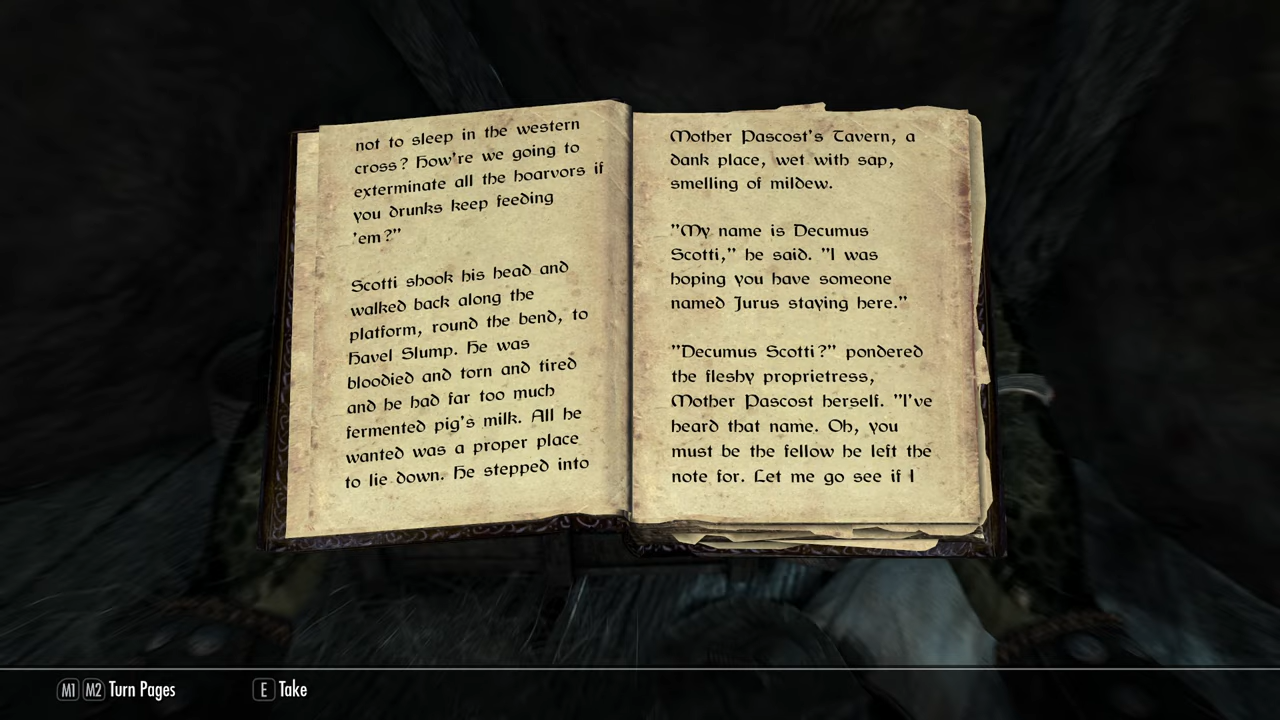 not to sleep in the western
cross? How're we going to
exterminate all the hoarvors if
you drunks keep feeding
'em?"
Scotti shook his head and
walked back along the
platform, round the bend, to
Havel Slump. He was
bloodied and torn and tired
and he had far too much
fermented pig's milk. All he
wanted was a proper place
to lie down. He stepped into
Mother Pascost's Tavern, a
dank place, wet with sap,
smelling of mildew.
"My name is Decumus
Scotti," he said. "I was
hoping you have someone
named Jurus staying here."
"Decumus Scotti?" pondered
the fleshy proprietress,
Mother Pascost herself. "I've
heard that name. Oh, you
must be the fellow he left the
note for. Let me go see if I
M1 M2 Turn Pages
E Take